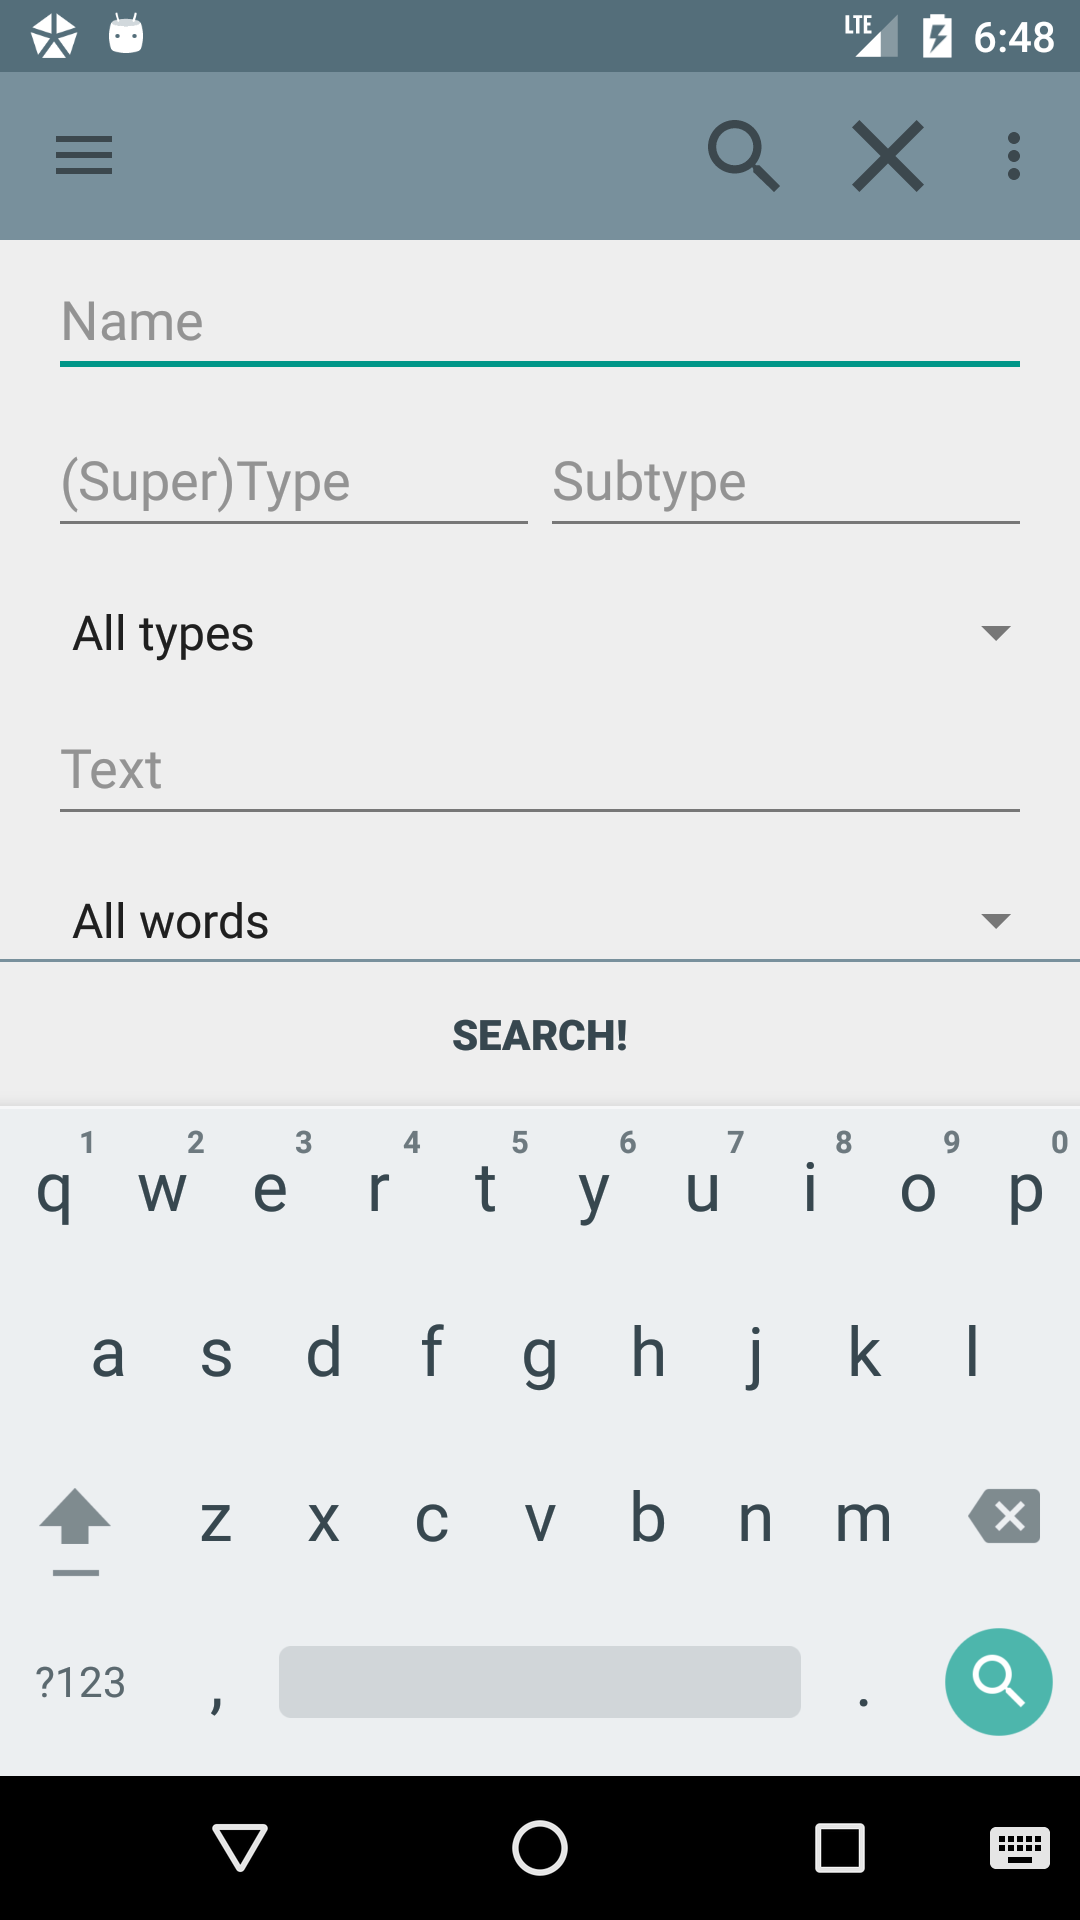 LTE 6:48
Name
(Super)Type Subtype
All types
Text
All words
SEARCH!
1 2 3 4 5 6 7 8 9 0
q w e r t y u i o p
a s d f g h j k l
z x c v b n m
?123 , .